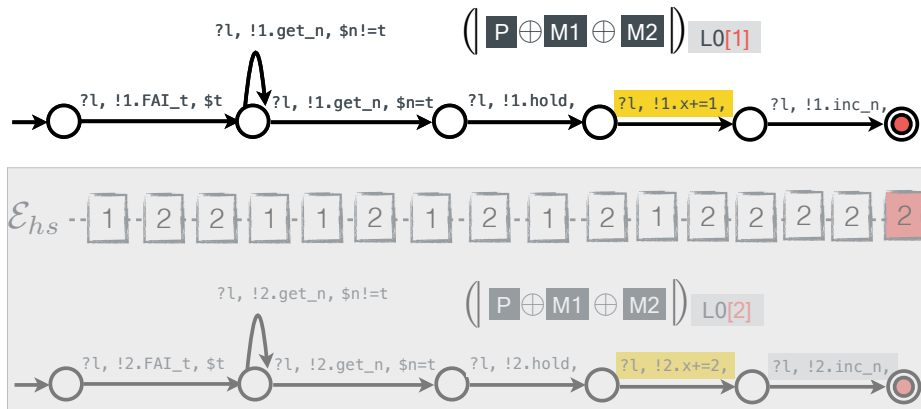 ?l, !1.get_n, $n!=t
(| P ⊕ M1 ⊕ M2 |) L0[1]
?l, !1.FAI_t, $t ?l, !1.get_n, $n=t ?l, !1.hold, ?l, !1.x+=1, ?l, !1.inc_n,
ℰhs 1 2 2 1 1 2 1 2 1 2 1 2 2 2 2
?l, !2.get_n, $n!=t
(| P ⊕ M1 ⊕ M2 |) L0[2]
?l, !2.FAI_t, $t ?l, !2.get_n, $n=t ?l, !2.hold, ?l, !2.x+=2, ?l, !2.inc_n,